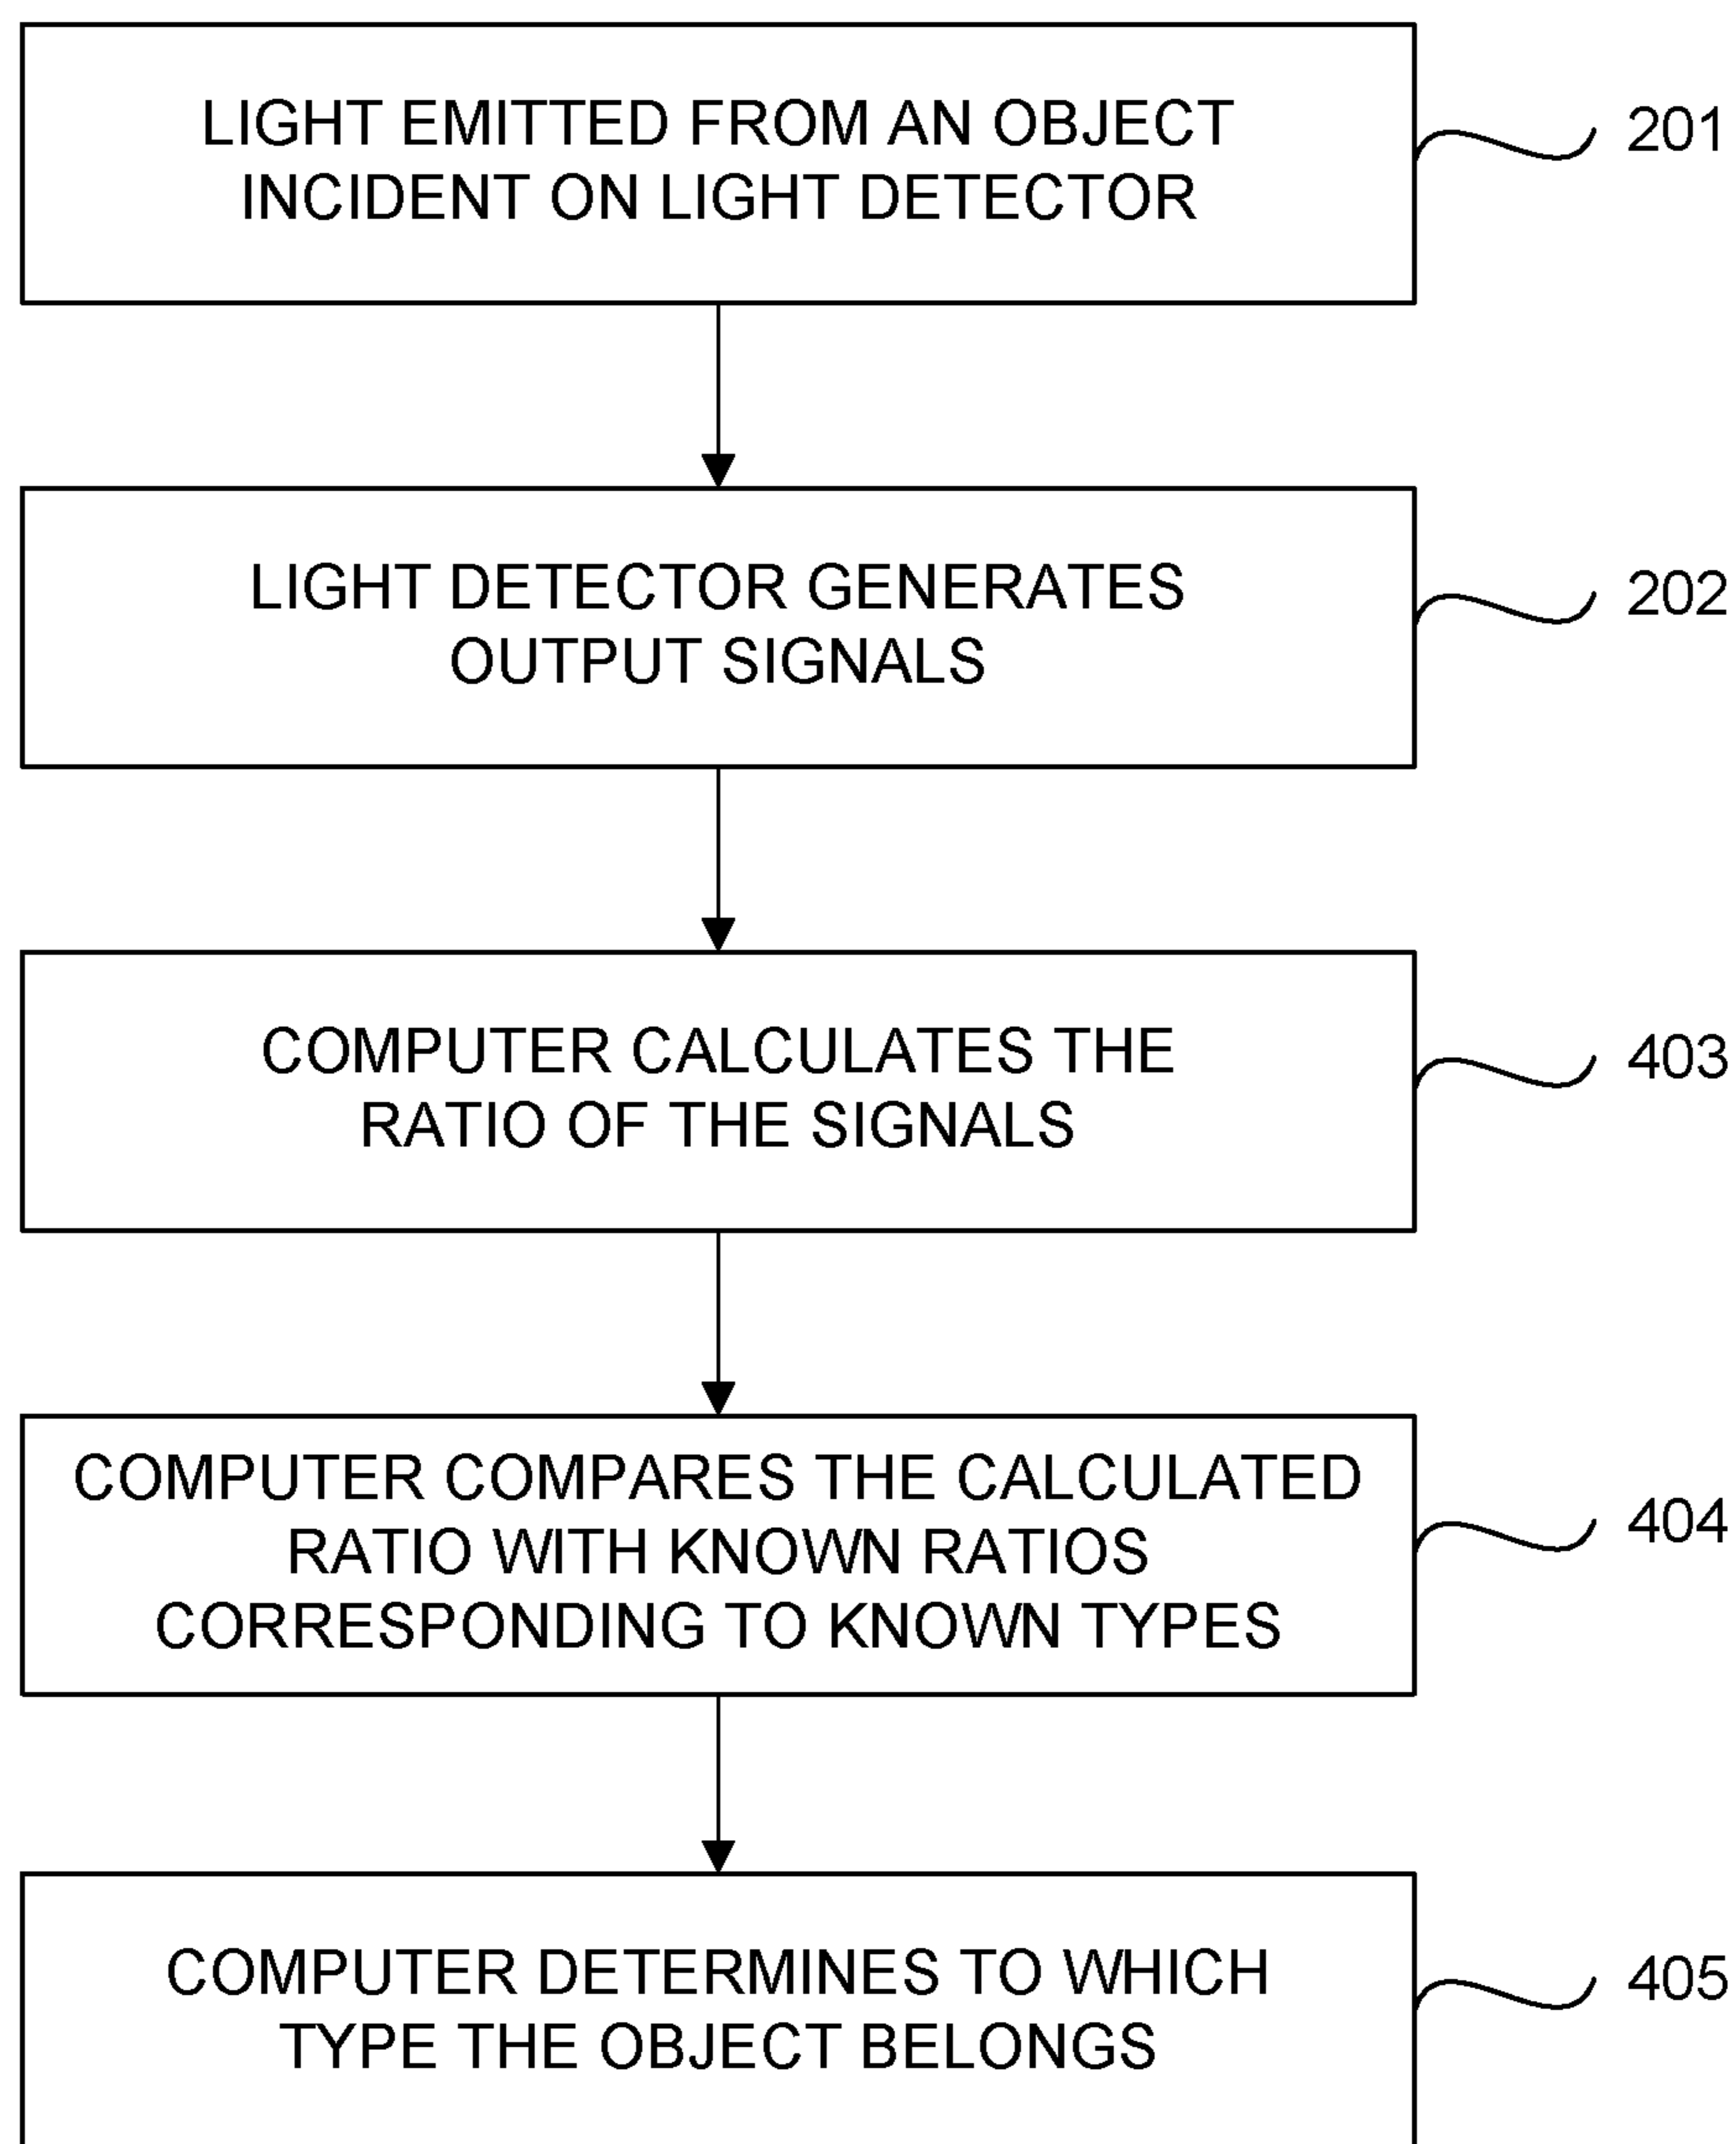 LIGHT EMITTED FROM AN OBJECT
INCIDENT ON LIGHT DETECTOR
201
LIGHT DETECTOR GENERATES
OUTPUT SIGNALS
202
COMPUTER CALCULATES THE
RATIO OF THE SIGNALS
403
COMPUTER COMPARES THE CALCULATED
RATIO WITH KNOWN RATIOS
CORRESPONDING TO KNOWN TYPES
404
COMPUTER DETERMINES TO WHICH
TYPE THE OBJECT BELONGS
405